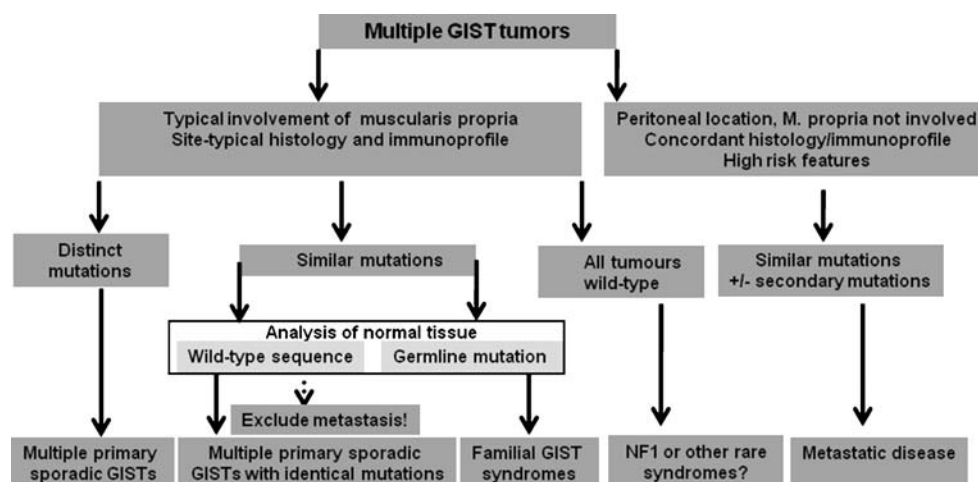 Multiple GIST tumors
Typical involvement of muscularis propria
Site-typical histology and immunoprofile
Peritoneal location, M. propria not involved
Concordant histology/immunoprofile
High risk features
Distinct
mutations
Similar mutations
All tumours
wild-type
Similar mutations
+/- secondary mutations
Analysis of normal tissue
Wild-type sequence
Germline mutation
Exclude metastasis!
Multiple primary
sporadic GISTs
Multiple primary sporadic
GISTs with identical mutations
Familial GIST
syndromes
NF1 or other rare
syndromes?
Metastatic disease